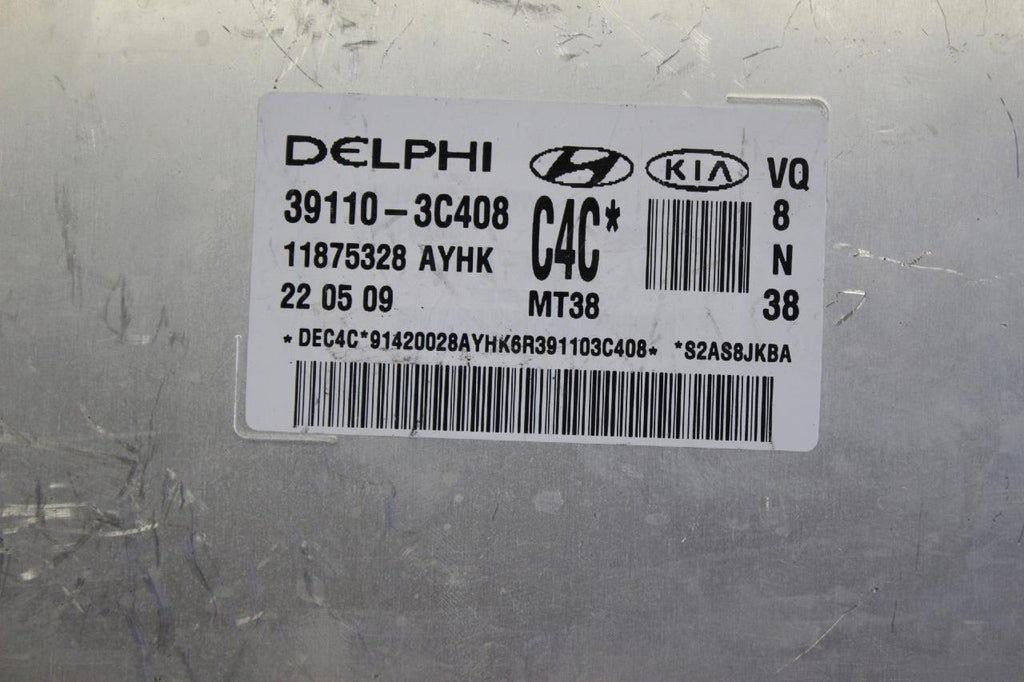 DELPHI H KIA VQ
39110-3C408 C4C* 8
11875328 AYHK N
22 05 09 MT38 38
* DEC4C*91420028AYHK6R391103C408* *S2AS8JKBA